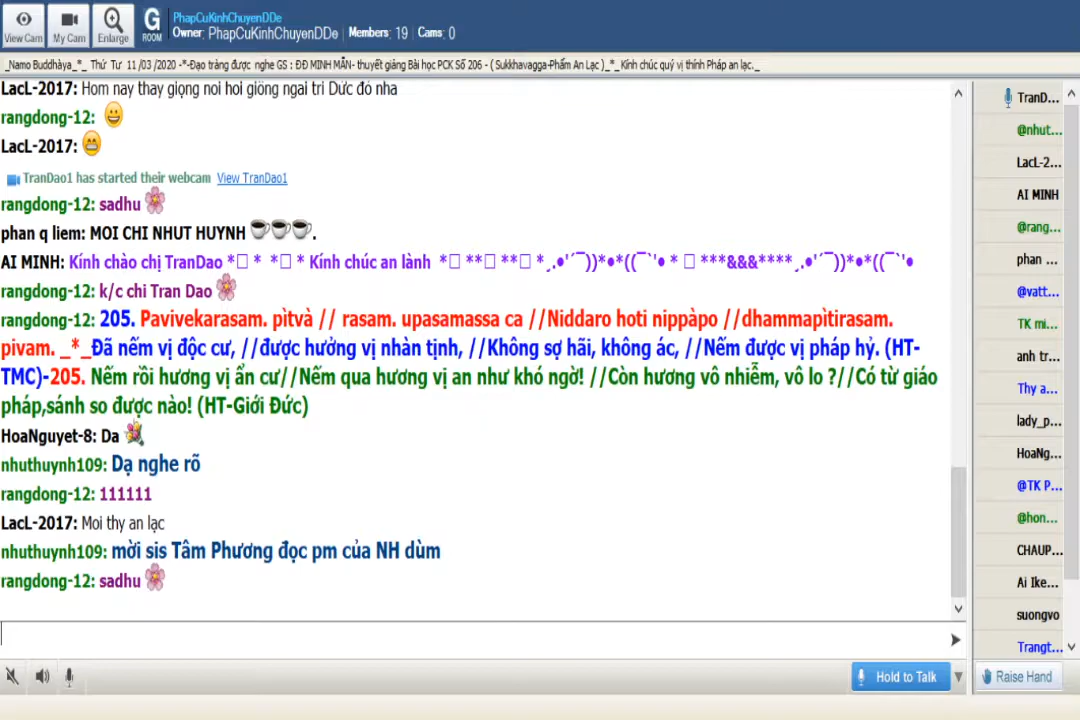 PhapCuKinhChuyenDDe
Owner: PhapCuKinhChuyenDDe Members: 19 Cams: 0
View Cam My Cam Enlarge G ROOM
_Namo Buddhàya_*_ Thứ Tư 11 /03 /2020 -*-Đạo tràng được nghe GS : ĐĐ MINH MẪN- thuyết giảng Bài học PCK Số 206 - ( Sukkhavagga-Phẩm An Lạc )_*_Kính chúc quý vị thính Pháp an lạc._
LacL-2017: Hom nay thay giọng noi hoi giông ngai tri Dức đó nha
rangdong-12:
LacL-2017:
TranDao1 has started their webcam View TranDao1
rangdong-12: sadhu
phan q liem: MOI CHI NHUT HUYNH .
AI MINH: Kính chào chị TranDao *□ * *□ * Kính chúc an lành *□ **□ **□ *¸.•'´¯))*•*((¯`'• * □ ***&&&****¸.•'´¯))*•*((¯`'•
rangdong-12: k/c chi Tran Dao
rangdong-12: 205. Pavivekarasam. pìtvà // rasam. upasamassa ca //Niddaro hoti nippàpo //dhammapìtirasam.
pivam. _*_Đã nếm vị độc cư, //được hưởng vị nhàn tịnh, //Không sợ hãi, không ác, //Nếm được vị pháp hỷ. (HT-
TMC)-205. Nếm rồi hương vị ẩn cư//Nếm qua hương vị an như khó ngờ! //Còn hương vô nhiễm, vô lo ?//Có từ giáo
pháp,sánh so được nào! (HT-Giới Đức)
HoaNguyet-8: Da
nhuthuynh109: Dạ nghe rõ
rangdong-12: 111111
LacL-2017: Moi thy an lạc
nhuthuynh109: mời sis Tâm Phương đọc pm của NH dùm
rangdong-12: sadhu
TranD...
@nhut...
LacL-2...
AI MINH
@rang...
phan ...
@vatt...
TK mi...
anh tr...
Thy a...
lady_p...
HoaNg...
@TK P...
@hon...
CHAUP...
Ai Ike...
suongvo
Trangt...
Hold to Talk
Raise Hand